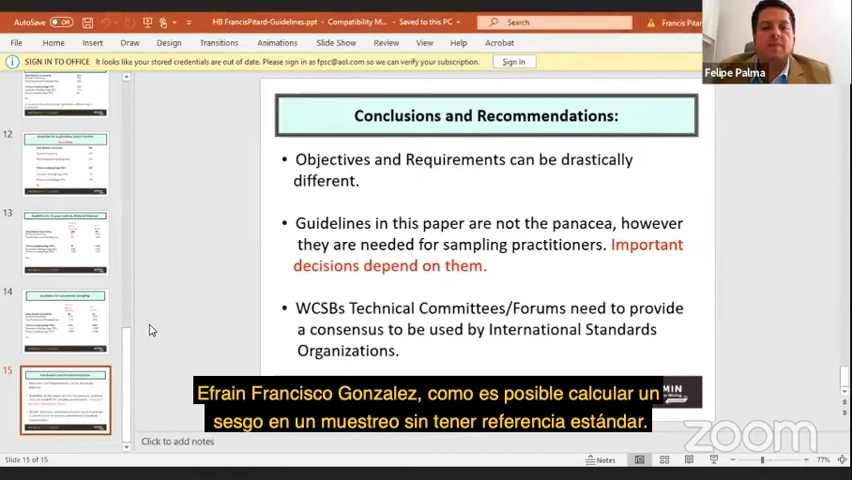 AutoSave Off
HB FrancisPitard-Guidelines.ppt - Compatibility M... - Saved to this PC
Search
Francis Pitard
File Home Insert Draw Design Transitions Animations Slide Show Review View Help Acrobat
SIGN IN TO OFFICE It looks like your stored credentials are out of date. Please sign in as fpsc@aol.com so we can verify your subscription. Sign In
Felipe Palma
12
13
14
15
Conclusions and Recommendations:
• Objectives and Requirements can be drastically
different.
• Guidelines in this paper are not the panacea, however
they are needed for sampling practitioners. Important
decisions depend on them.
• WCSBs Technical Committees/Forums need to provide
a consensus to be used by International Standards
Organizations.
MIN
Efrain Francisco Gonzalez, como es posible calcular un
sesgo en un muestreo sin tener referencia estándar.
zoom
Click to add notes
Slide 15 of 15
Notes
77%